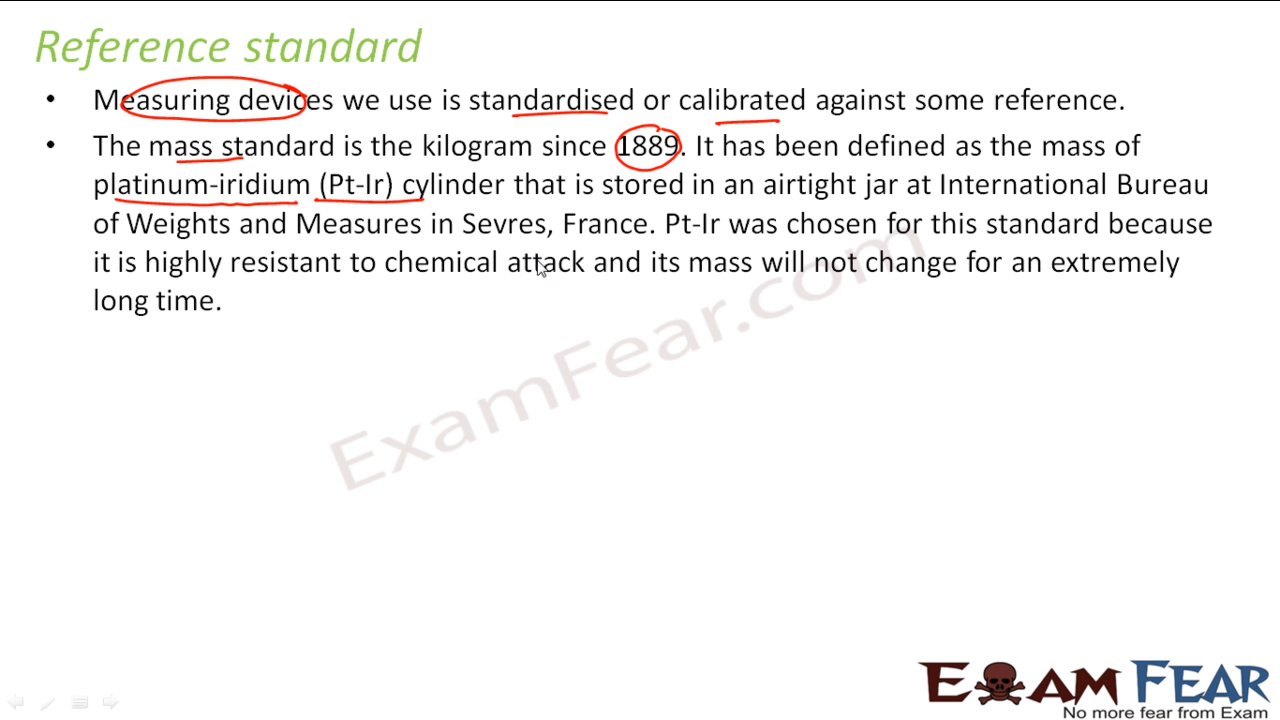 Reference standard
• Measuring devices we use is standardised or calibrated against some reference.
• The mass standard is the kilogram since 1889. It has been defined as the mass of
platinum-iridium (Pt-Ir) cylinder that is stored in an airtight jar at International Bureau
of Weights and Measures in Sevres, France. Pt-Ir was chosen for this standard because
it is highly resistant to chemical attack and its mass will not change for an extremely
long time.
ExamFear.com
EXAM FEAR
No more fear from Exam